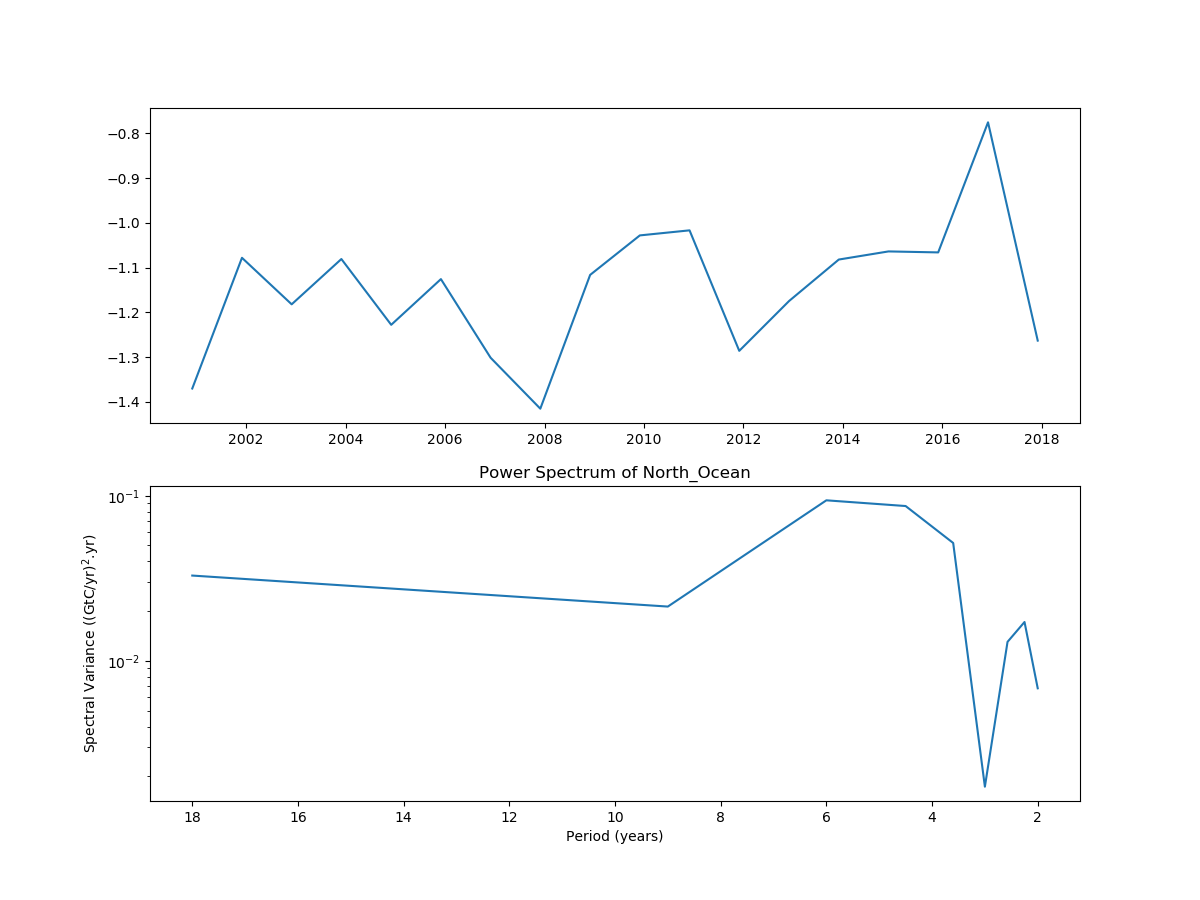 −0.8
−0.9
−1.0
−1.1
−1.2
−1.3
−1.4
2002 2004 2006 2008 2010 2012 2014 2016 2018
Power Spectrum of North_Ocean
10⁻¹
10⁻²
Spectral Variance ((GtC/yr)².yr)
18 16 14 12 10 8 6 4 2
Period (years)